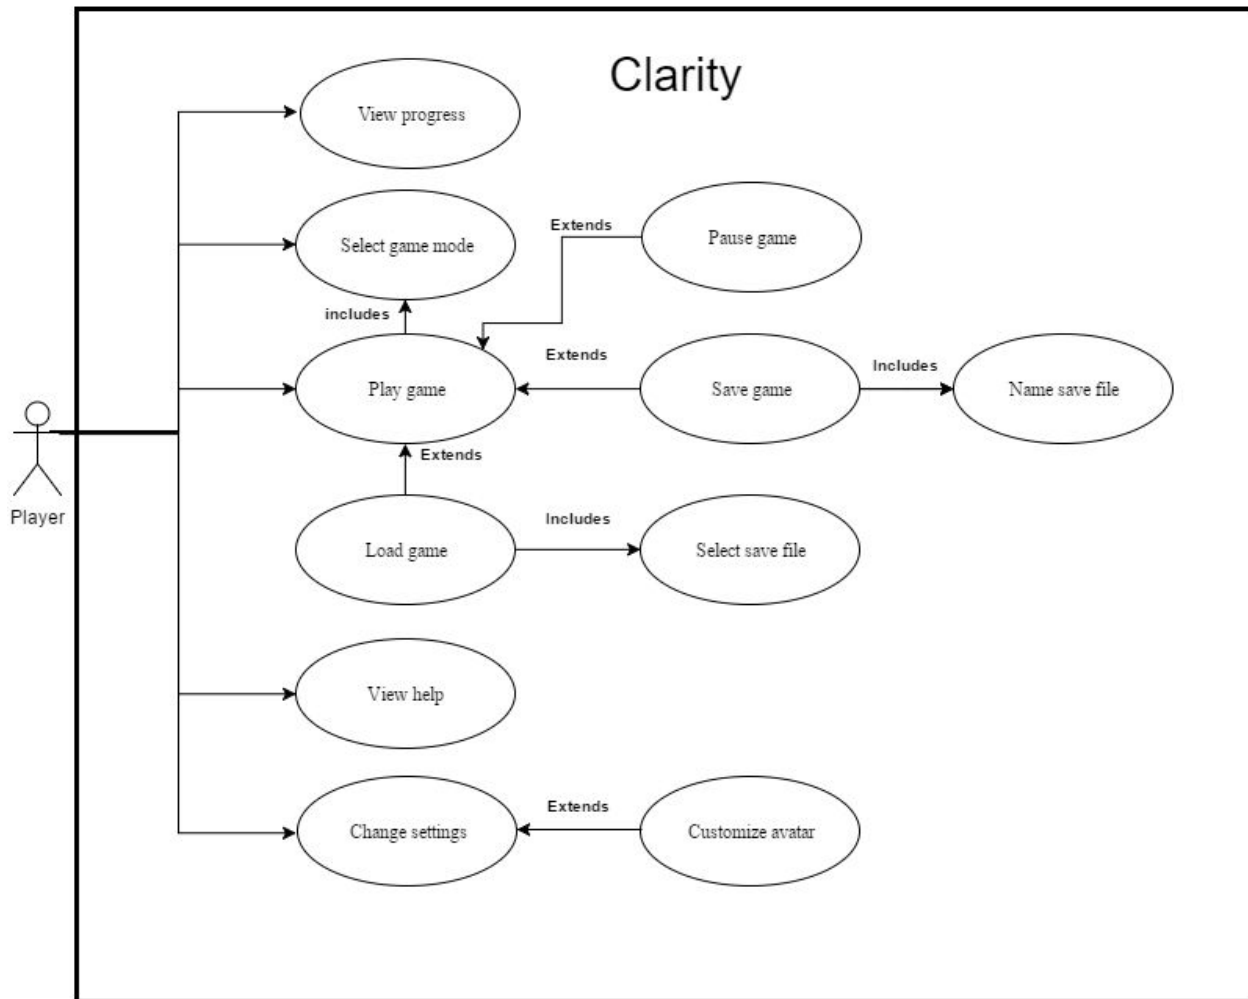 Clarity
View progress
Extends
Pause game
Select game mode
includes
Extends
Includes
Play game
Save game
Name save file
Extends
Player
Includes
Load game
Select save file
View help
Extends
Change settings
Customize avatar